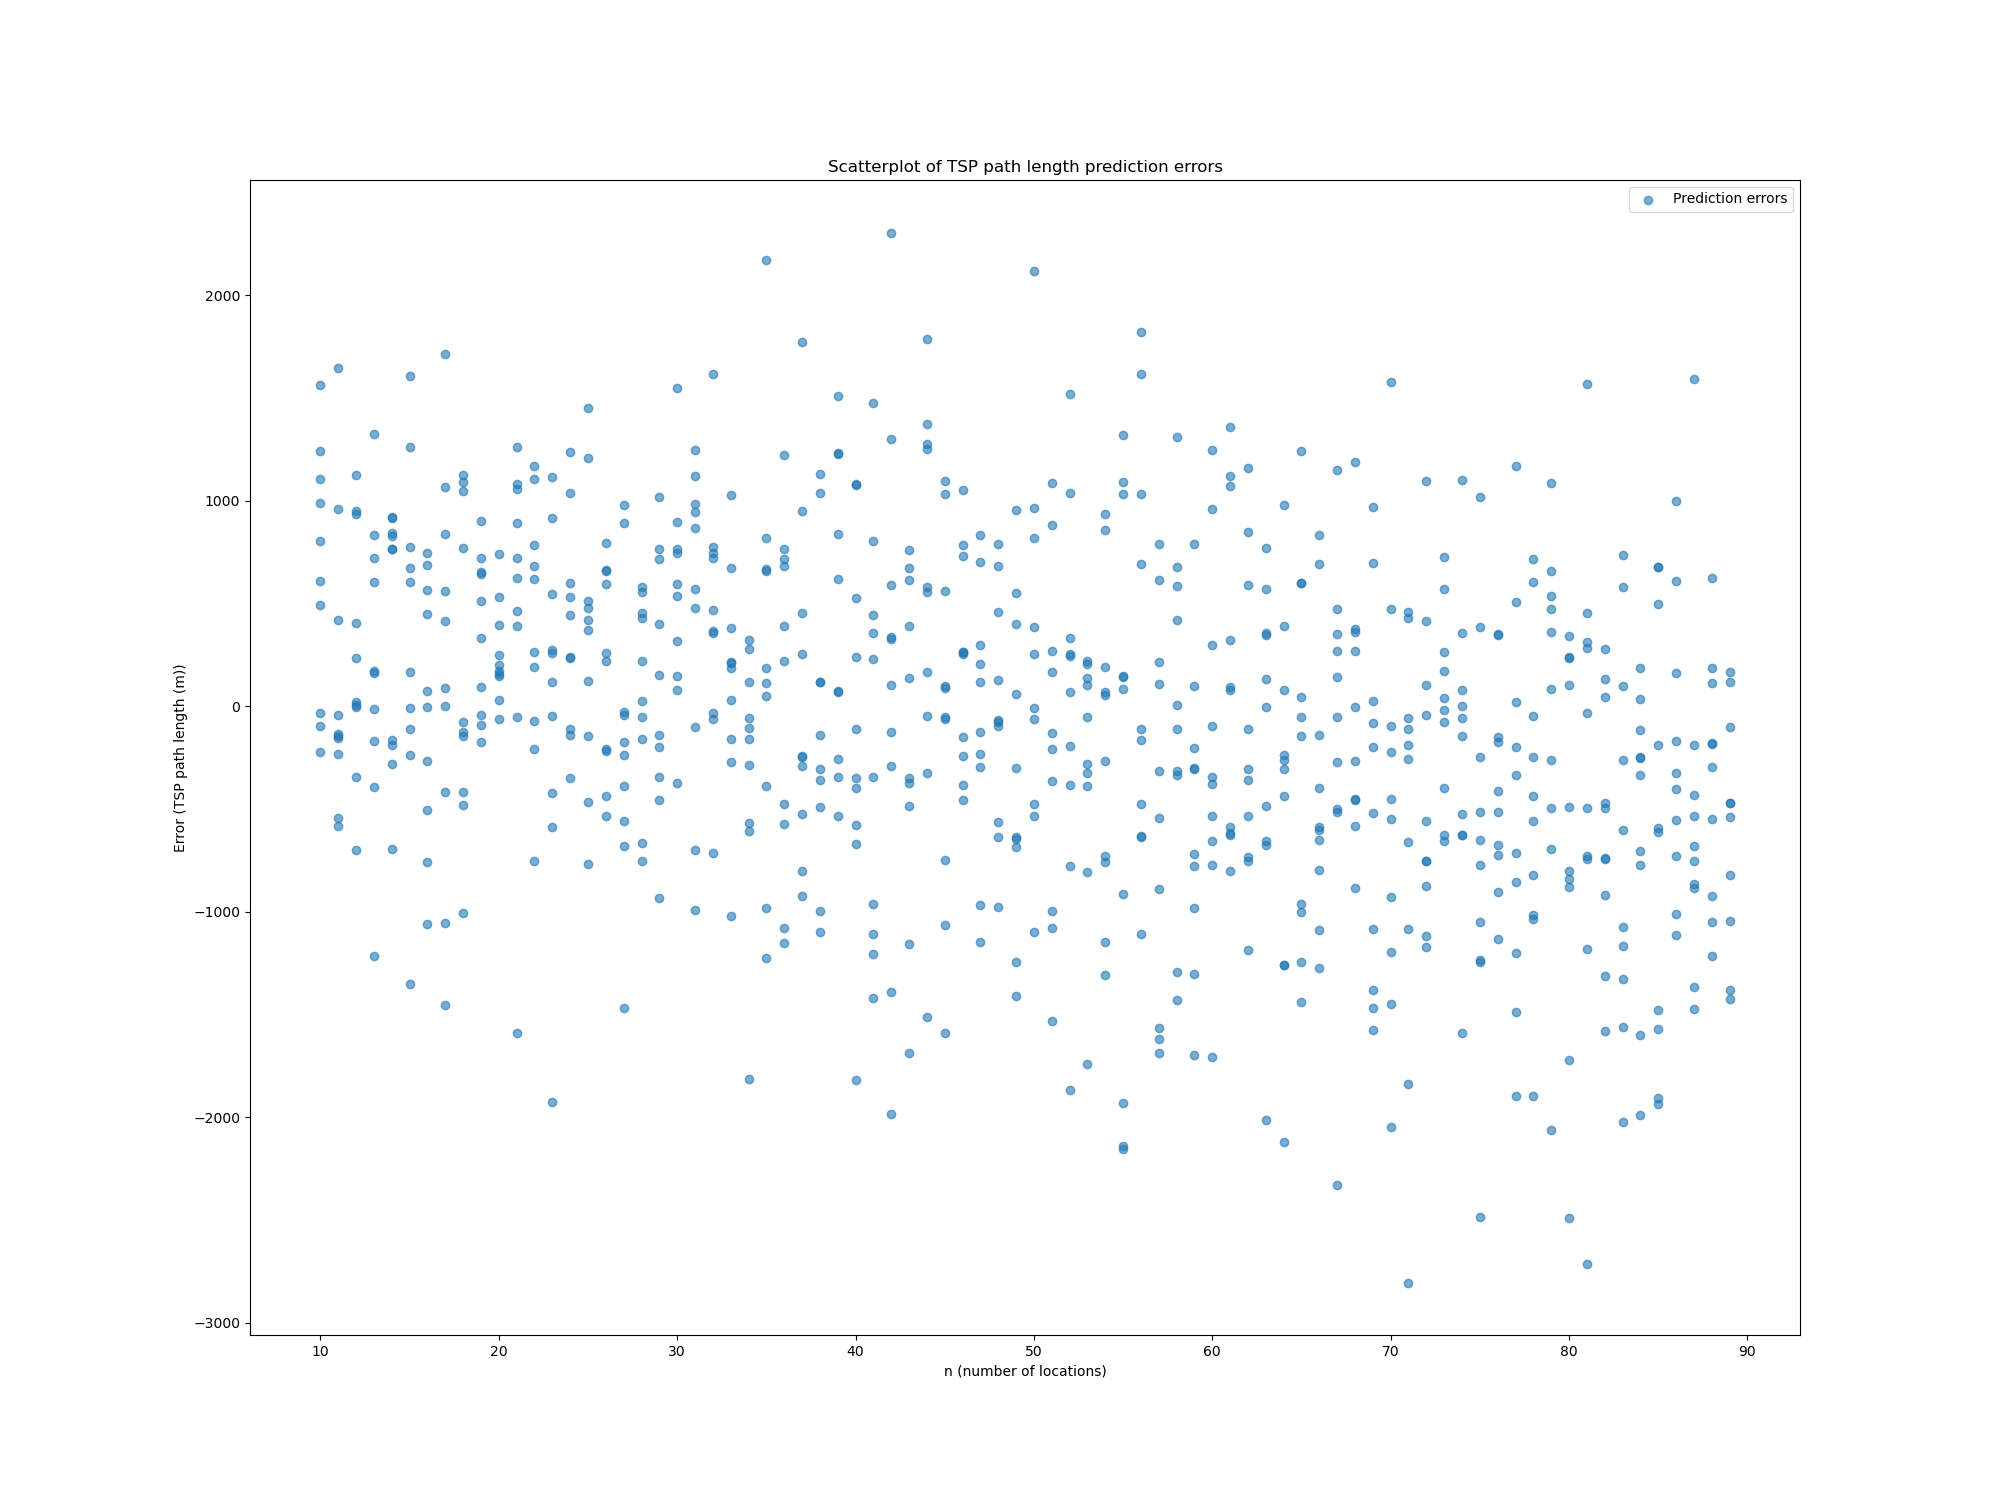 Scatterplot of TSP path length prediction errors
Prediction errors
Error (TSP path length (m))
2000
1000
0
−1000
−2000
−3000
10 20 30 40 50 60 70 80 90
n (number of locations)